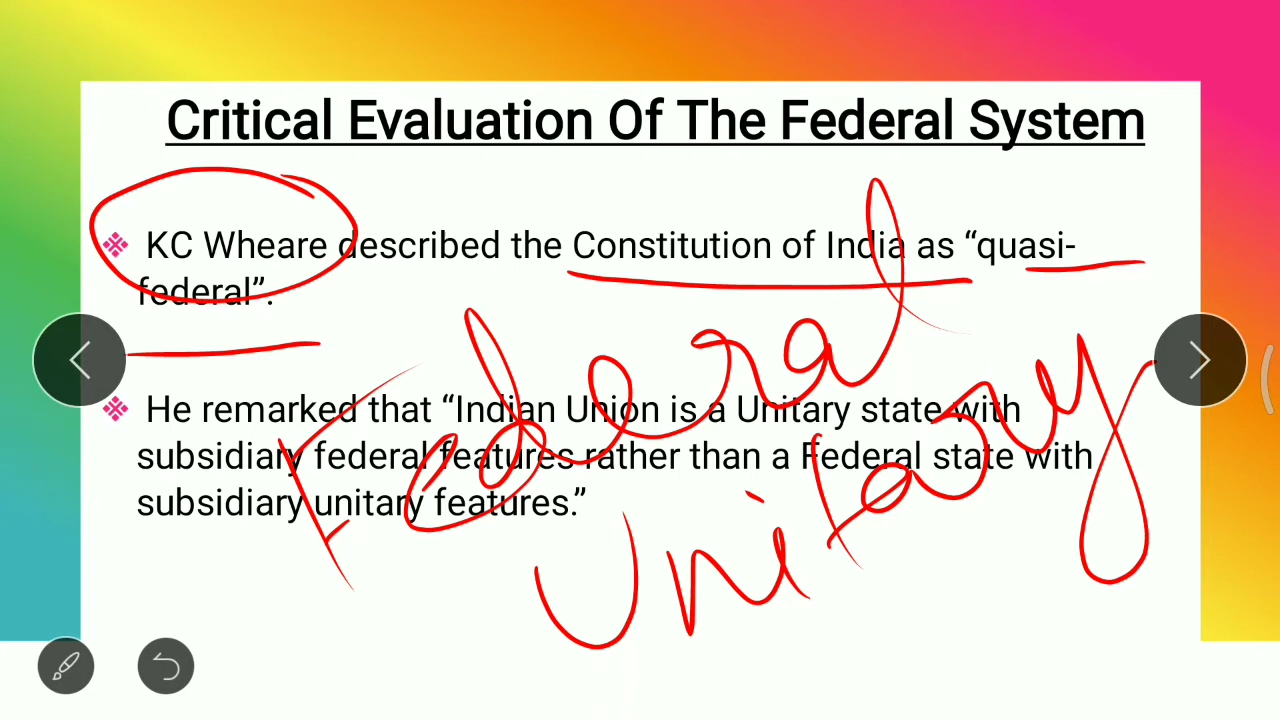 Critical Evaluation Of The Federal System
KC Wheare described the Constitution of India as “quasi-
federal”.
He remarked that “Indian Union is a Unitary state with
subsidiary federal features rather than a Federal state with
subsidiary unitary features.”
Federal
Unitary